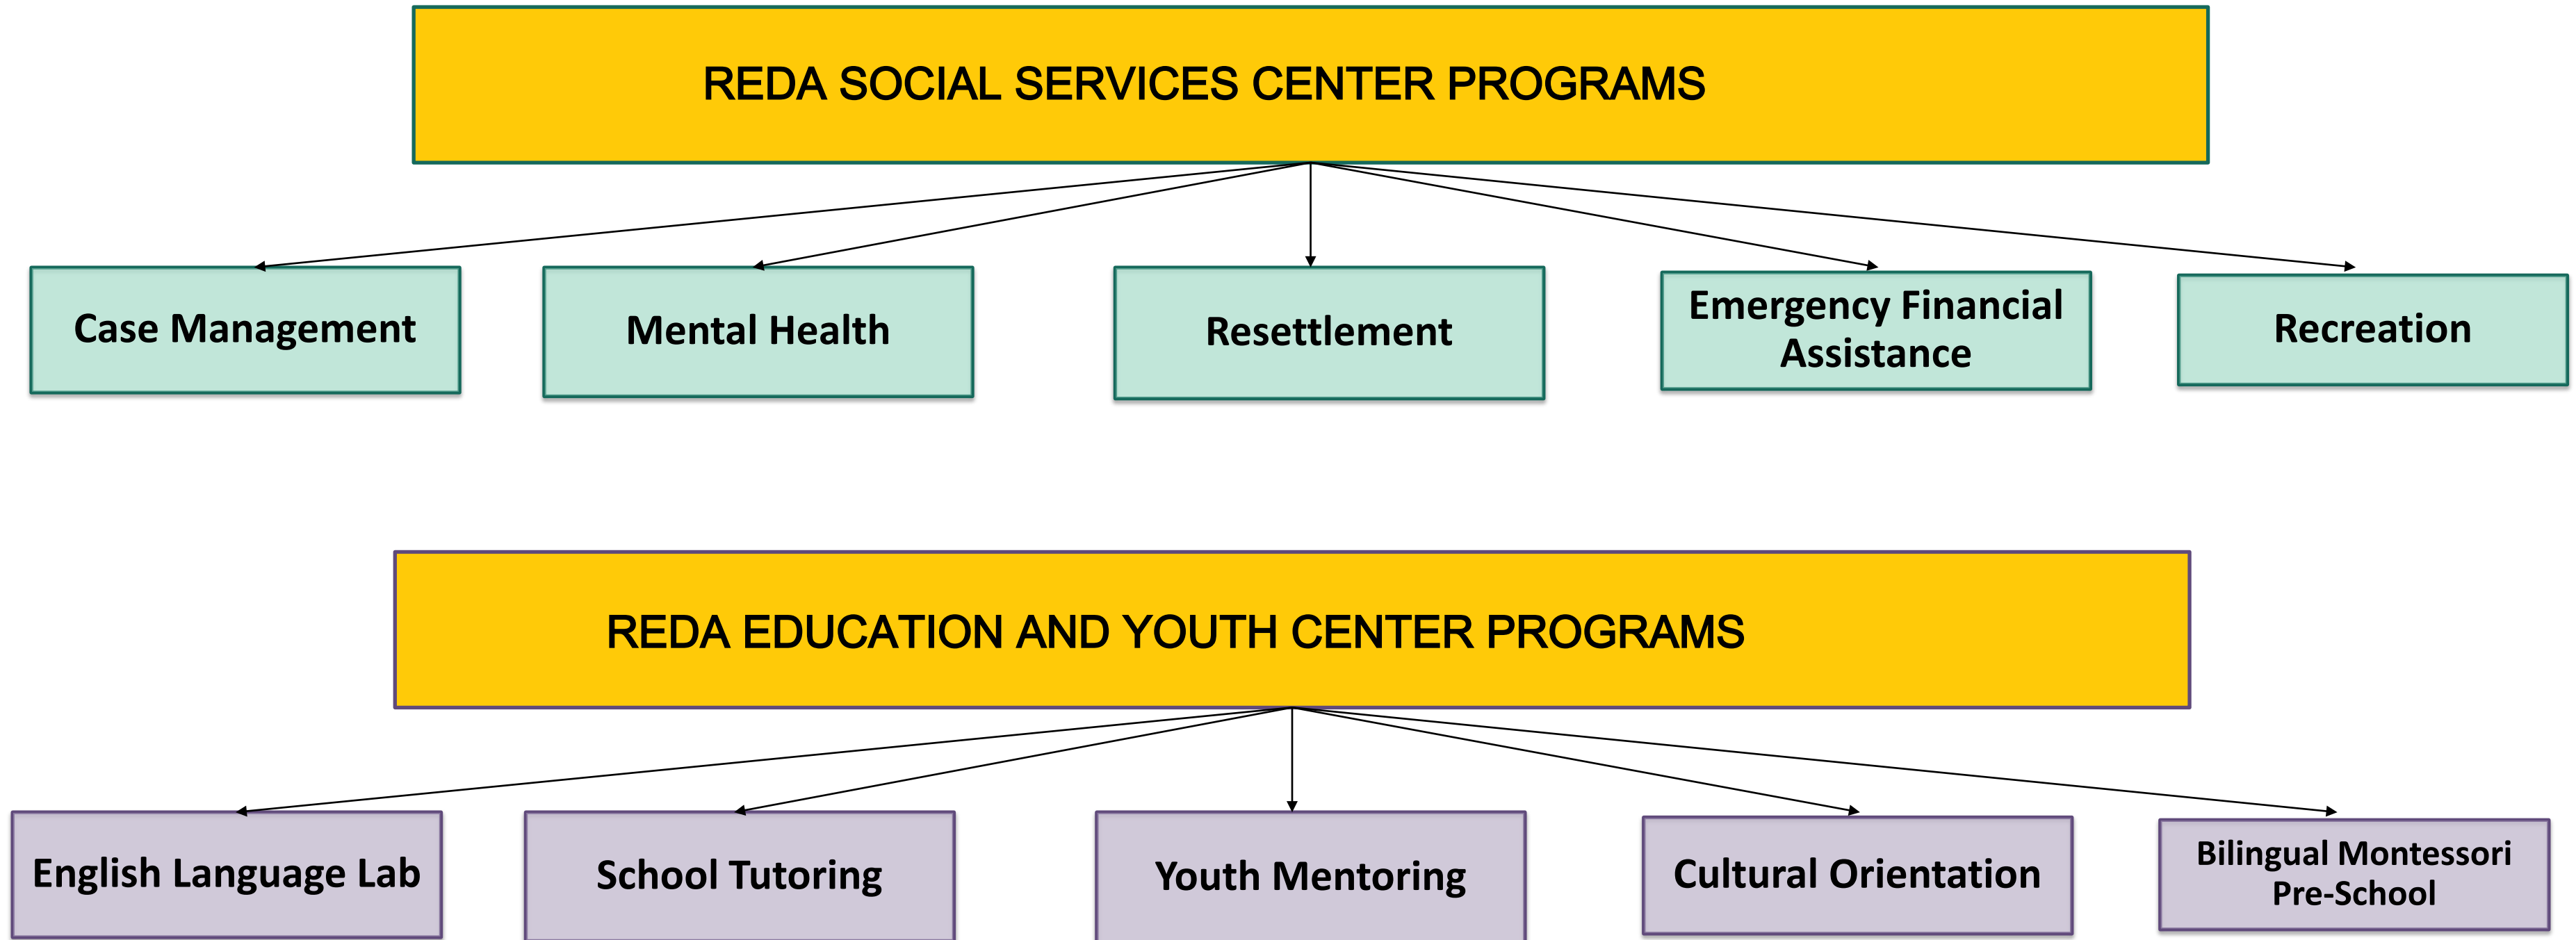 REDA SOCIAL SERVICES CENTER PROGRAMS
Case Management
Mental Health
Resettlement
Emergency Financial
Assistance
Recreation
REDA EDUCATION AND YOUTH CENTER PROGRAMS
English Language Lab
School Tutoring
Youth Mentoring
Cultural Orientation
Bilingual Montessori
Pre-School